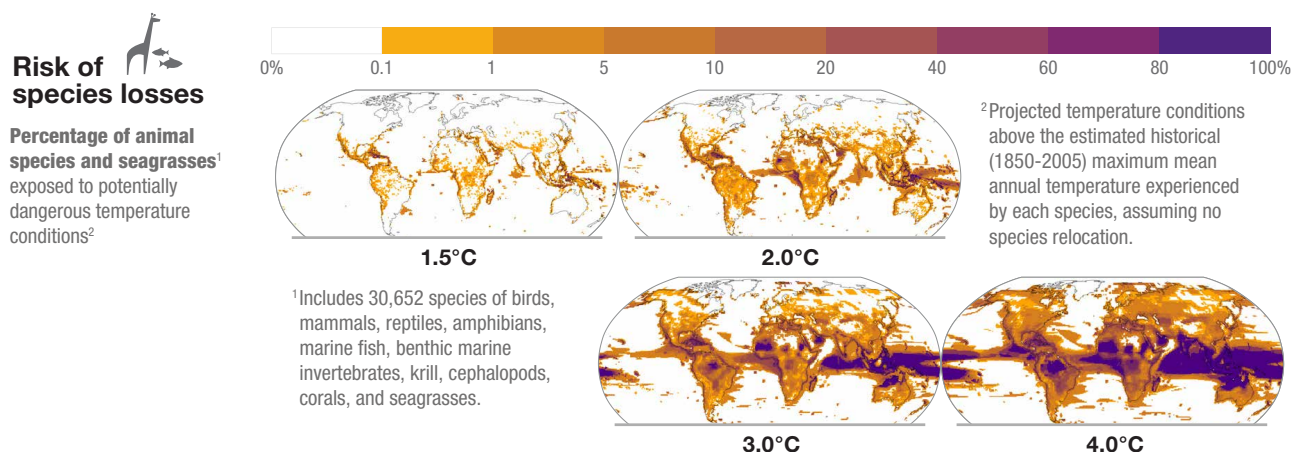 Risk of
species losses
Percentage of animal
species and seagrasses¹
exposed to potentially
dangerous temperature
conditions²
0% 0.1 1 5 10 20 40 60 80 100%
1.5°C
2.0°C
²Projected temperature conditions
above the estimated historical
(1850-2005) maximum mean
annual temperature experienced
by each species, assuming no
species relocation.
¹Includes 30,652 species of birds,
mammals, reptiles, amphibians,
marine fish, benthic marine
invertebrates, krill, cephalopods,
corals, and seagrasses.
3.0°C
4.0°C